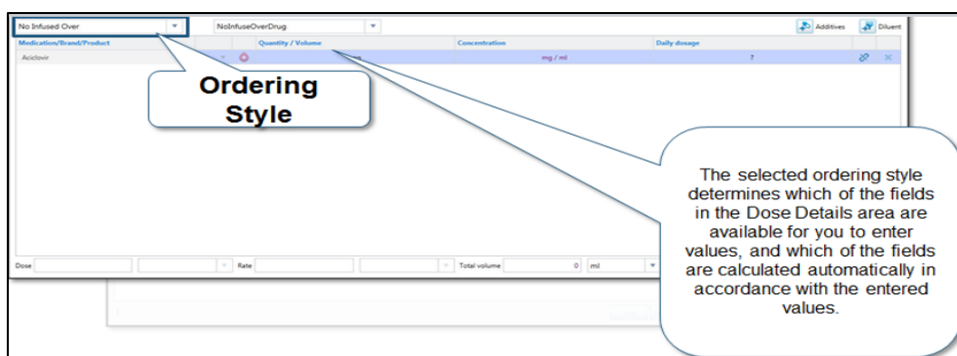 No Infused Over NoInfuseOverDrug Additives Diluent
Medication/Brand/Product Quantity / Volume Concentration Daily dosage
Aciclovir mg / ml ?
Ordering
Style
The selected ordering style
determines which of the fields
in the Dose Details area are
available for you to enter
values, and which of the fields
are calculated automatically in
accordance with the entered
values.
Dose Rate Total volume 0 ml